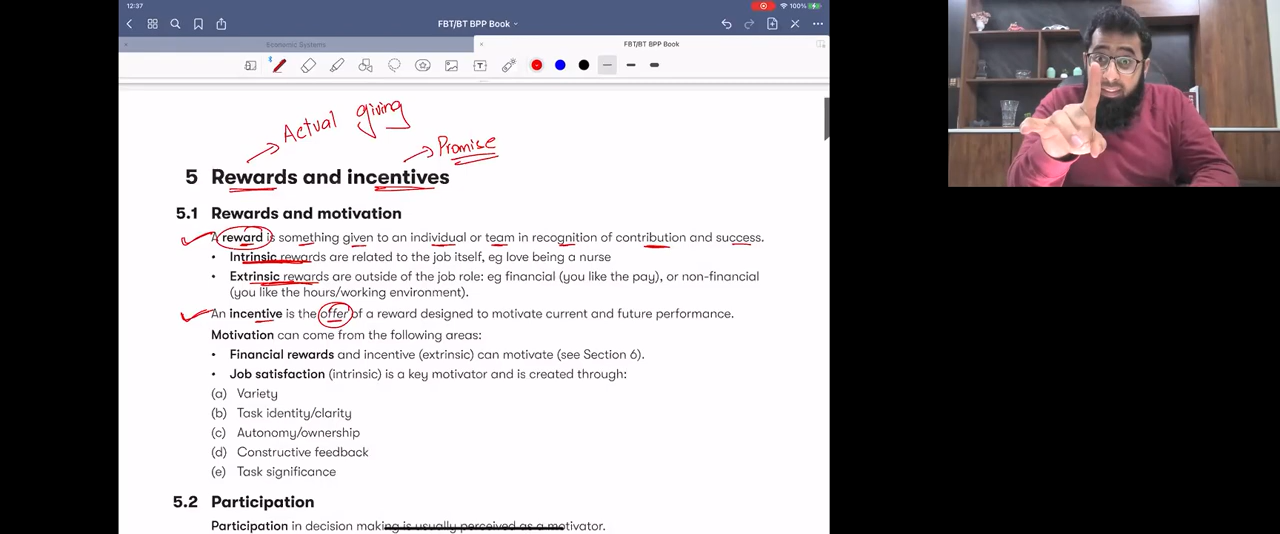 12:37
100%
FBT/BT BPP Book
Economic Systems
FBT/BT BPP Book
Actual giving
Promise
5 Rewards and incentives
5.1 Rewards and motivation
A reward is something given to an individual or team in recognition of contribution and success.
• Intrinsic rewards are related to the job itself, eg love being a nurse
• Extrinsic rewards are outside of the job role: eg financial (you like the pay), or non-financial
(you like the hours/working environment).
An incentive is the offer of a reward designed to motivate current and future performance.
Motivation can come from the following areas:
• Financial rewards and incentive (extrinsic) can motivate (see Section 6).
• Job satisfaction (intrinsic) is a key motivator and is created through:
(a) Variety
(b) Task identity/clarity
(c) Autonomy/ownership
(d) Constructive feedback
(e) Task significance
5.2 Participation
Participation in decision making is usually perceived as a motivator.